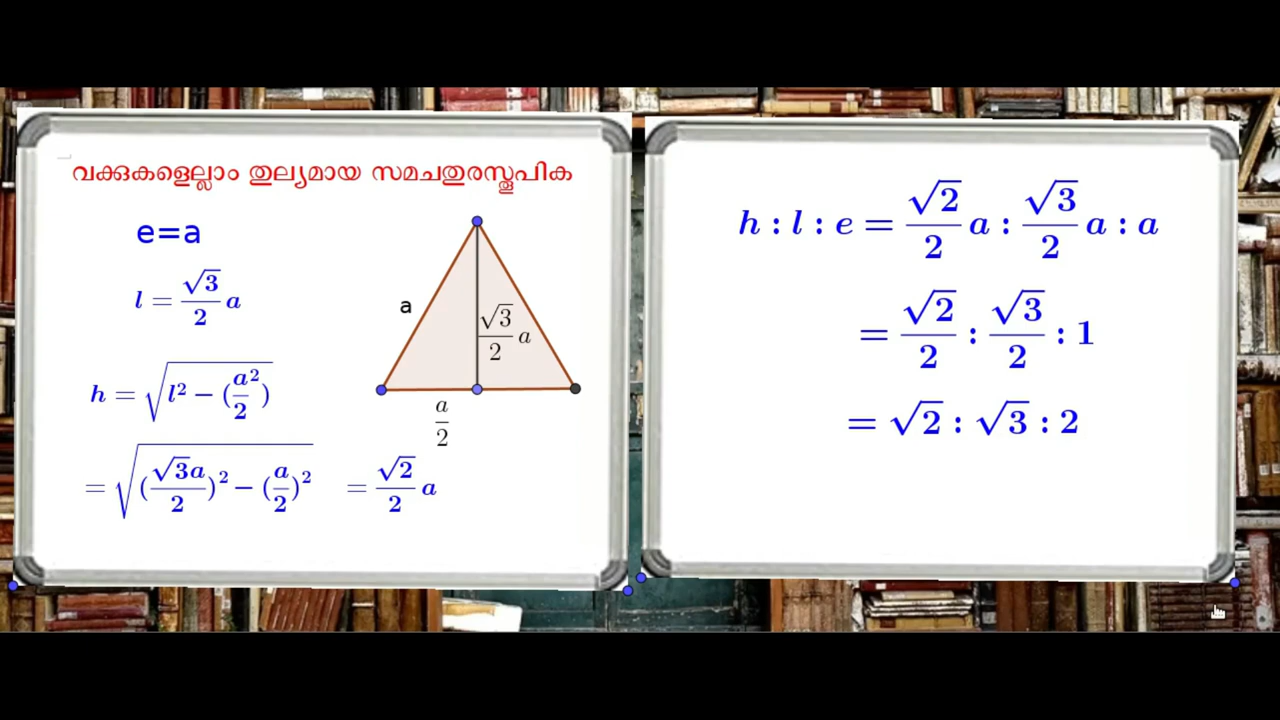 വക്കുകളെല്ലാം തുല്യമായ സമചതുരസ്തൂപിക
e=a
l = √3/2 a
h = √(l² − (a²/2))
= √((√3a/2)² − (a/2)²) = √2/2 a
a
√3/2 a
a/2
h : l : e = √2/2 a : √3/2 a : a
= √2/2 : √3/2 : 1
= √2 : √3 : 2